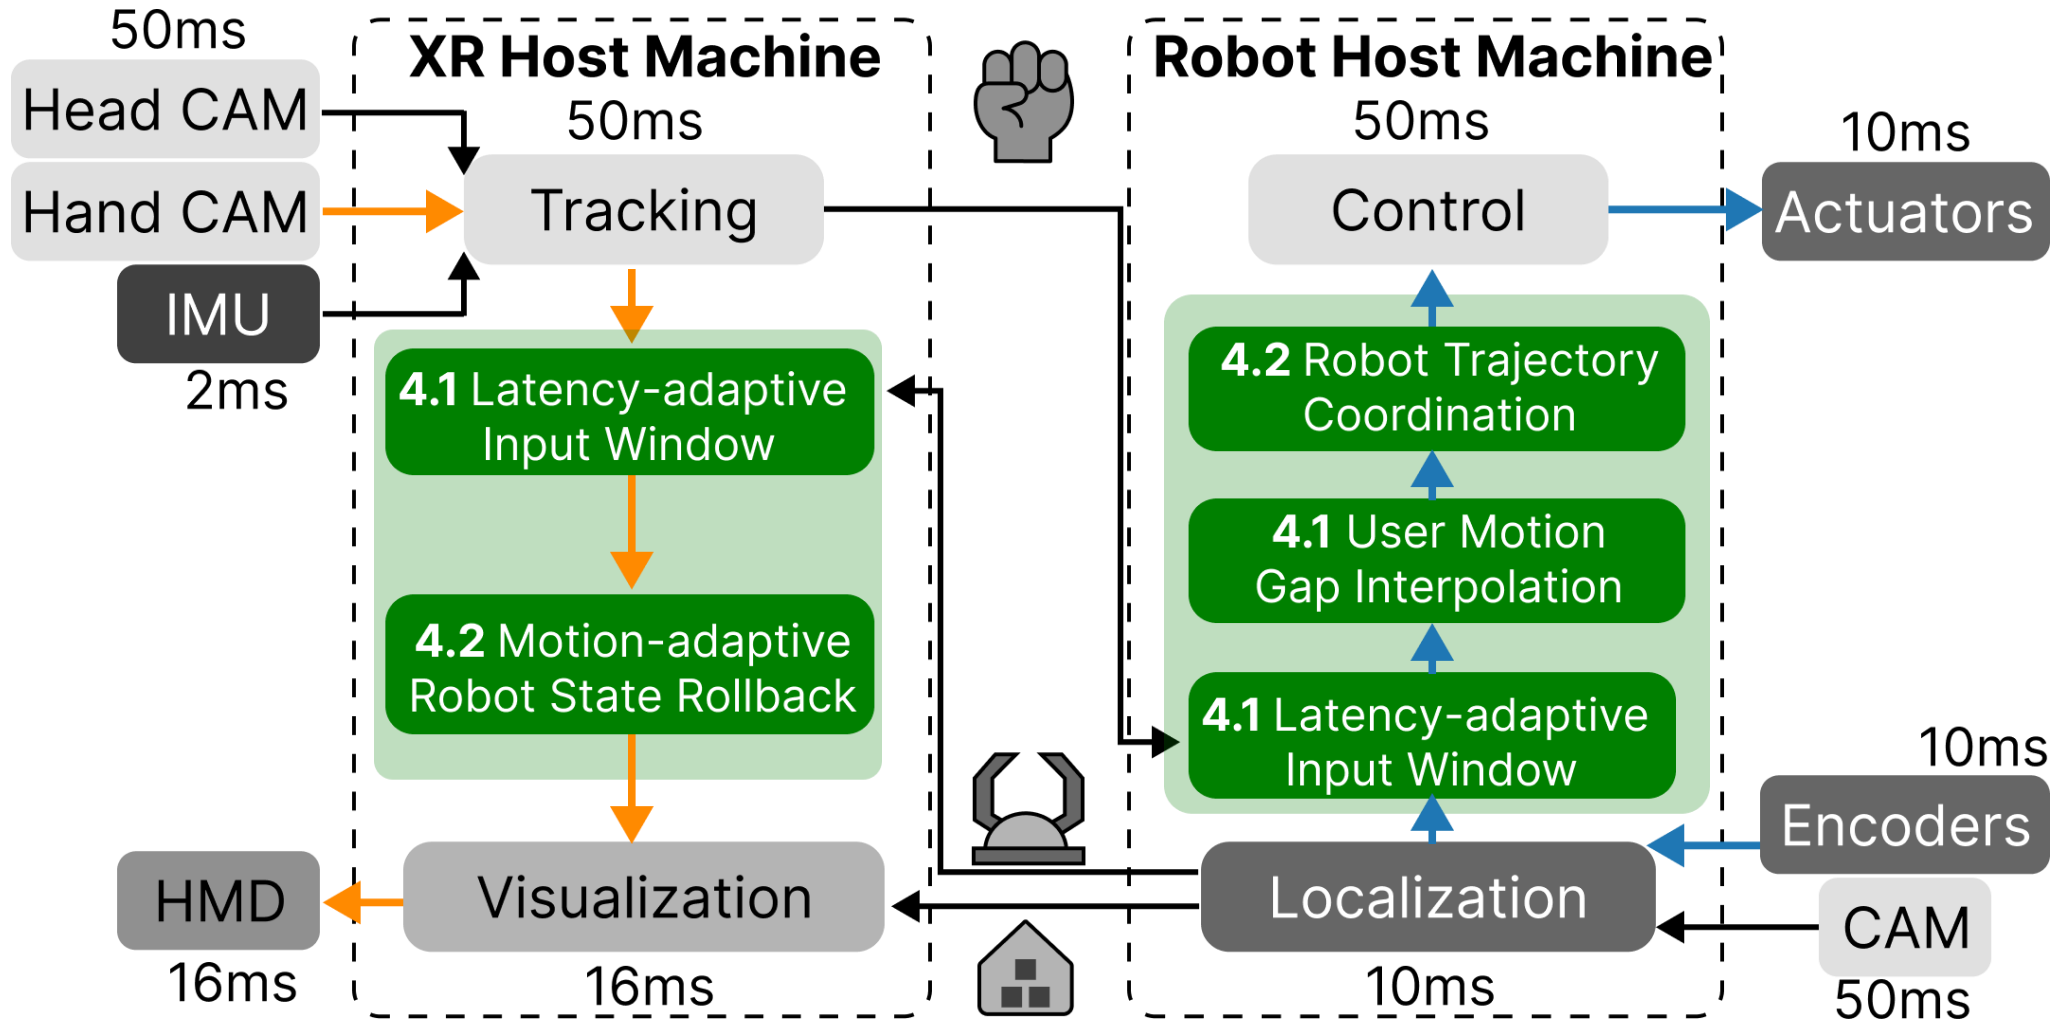 50ms
Head CAM
Hand CAM
IMU
2ms
HMD
16ms
XR Host Machine
50ms
Tracking
4.1 Latency-adaptive
Input Window
4.2 Motion-adaptive
Robot State Rollback
Visualization
16ms
Robot Host Machine
50ms
Control
4.2 Robot Trajectory
Coordination
4.1 User Motion
Gap Interpolation
4.1 Latency-adaptive
Input Window
Localization
10ms
10ms
Actuators
10ms
Encoders
CAM
50ms